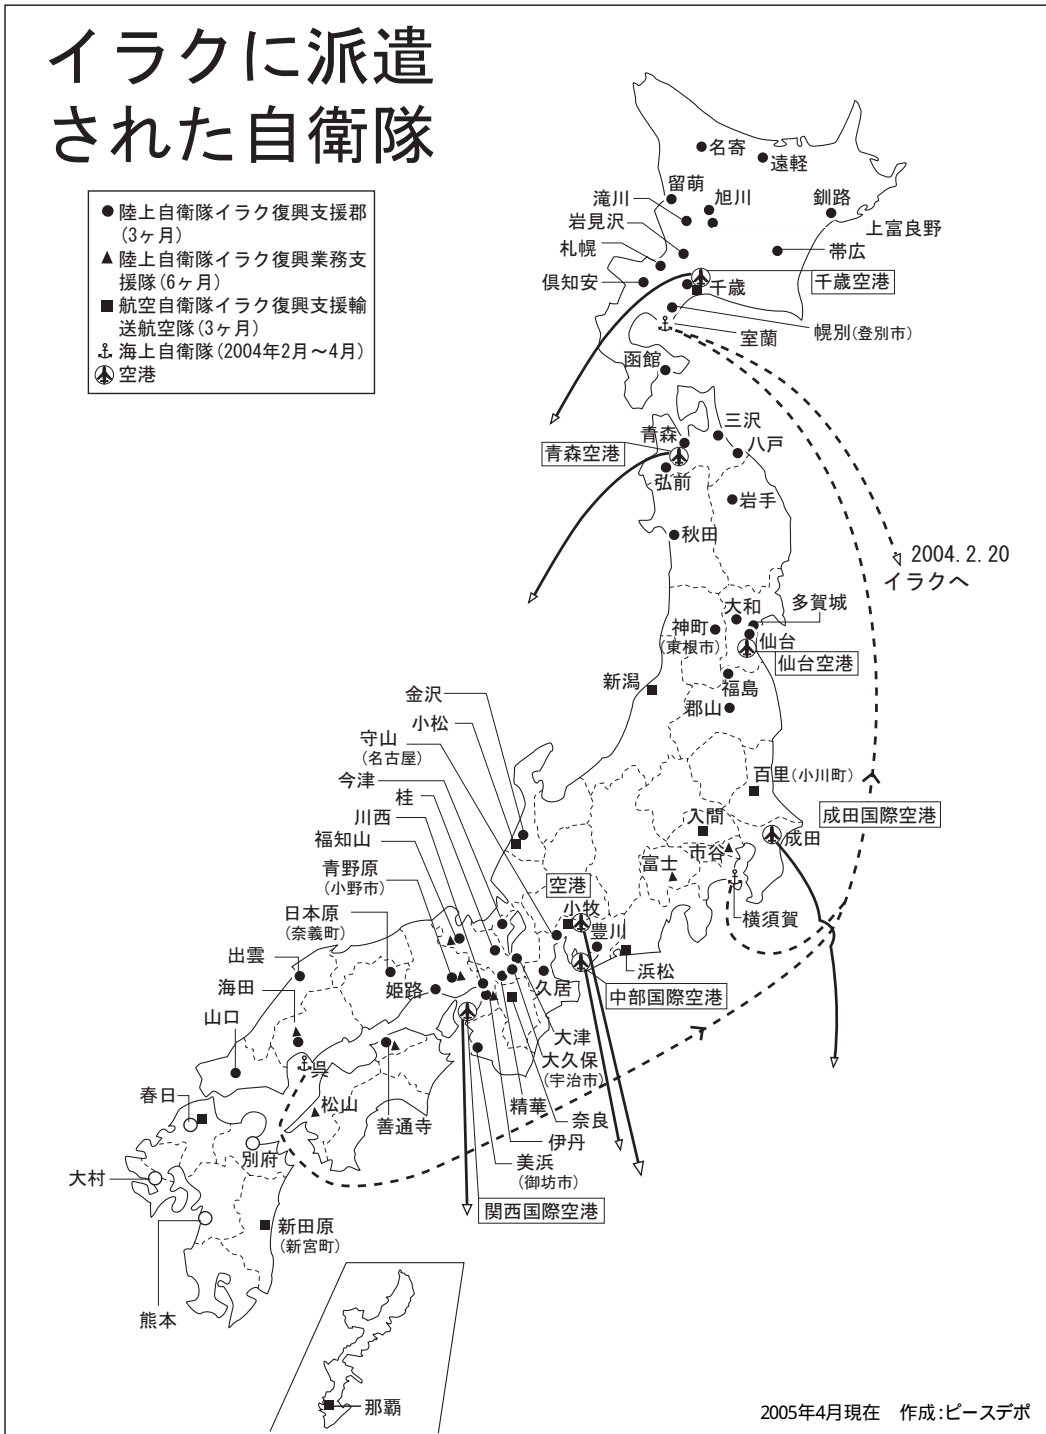 イラクに派遣
された自衛隊
●陸上自衛隊イラク復興支援郡
(3ヶ月)
▲陸上自衛隊イラク復興業務支
援隊(6ヶ月)
■航空自衛隊イラク復興支援輸
送航空隊(3ヶ月)
海上自衛隊(2004年2月～4月)
空港
名寄
遠軽
留萌
旭川
滝川
釧路
岩見沢
上富良野
札幌
帯広
倶知安
千歳
千歳空港
室蘭
幌別(登別市)
函館
三沢
青森
八戸
青森空港
弘前
岩手
秋田
2004.2.20
イラクへ
大和
多賀城
神町
(東根市)
仙台
仙台空港
新潟
福島
金沢
郡山
小松
守山
(名古屋)
百里(小川町)
今津
桂
川西
入間
成田国際空港
福知山
市谷
成田
青野原
(小野市)
富士
空港
日本原
(奈義町)
小牧
横須賀
豊川
出雲
浜松
海田
姫路
久居
中部国際空港
山口
大津
大久保
(宇治市)
呉
春日
松山
善通寺
精華
奈良
伊丹
別府
美浜
(御坊市)
大村
関西国際空港
新田原
(新宮町)
熊本
那覇
2005年4月現在　作成:ピースデポ